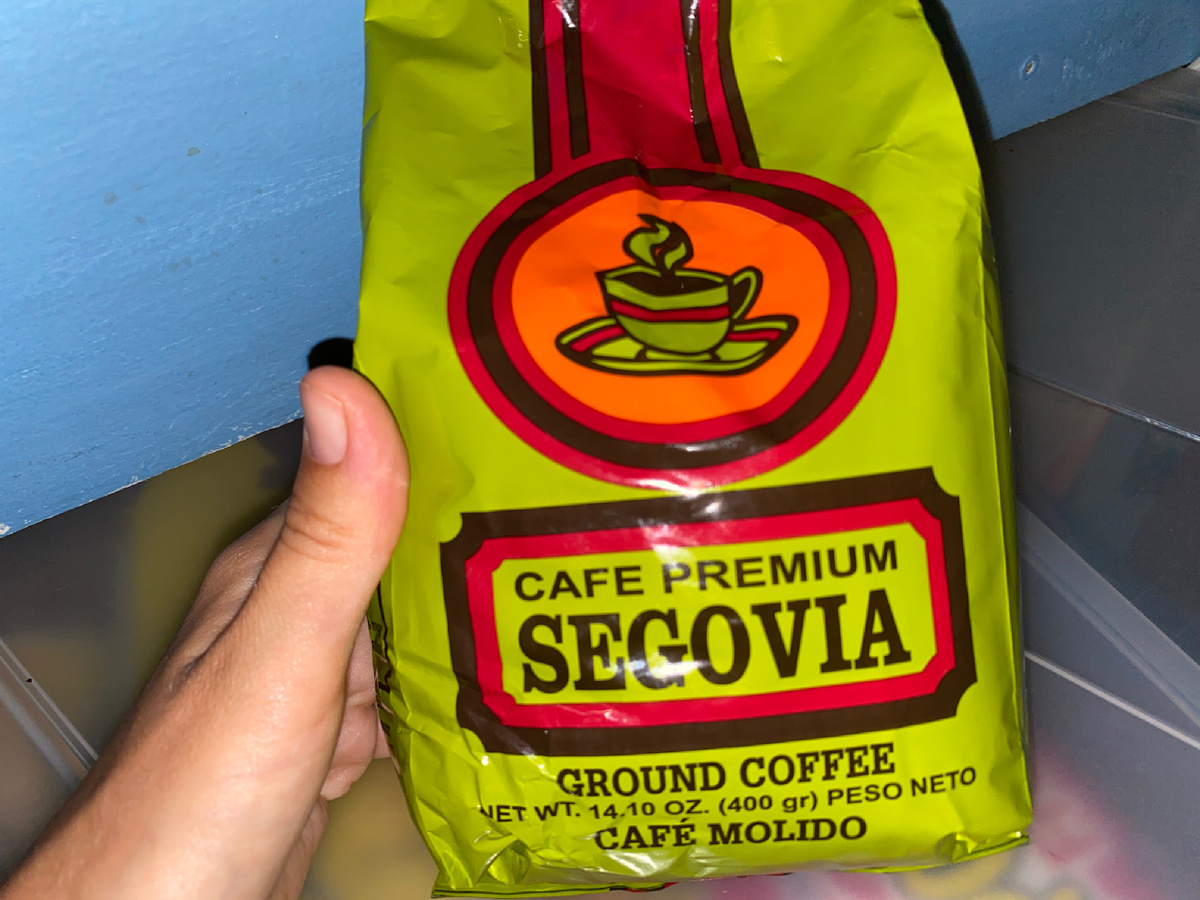 CAFE PREMIUM
SEGOVIA
GROUND COFFEE
NET WT. 14.10 OZ. (400 gr) PESO NETO
CAFÉ MOLIDO